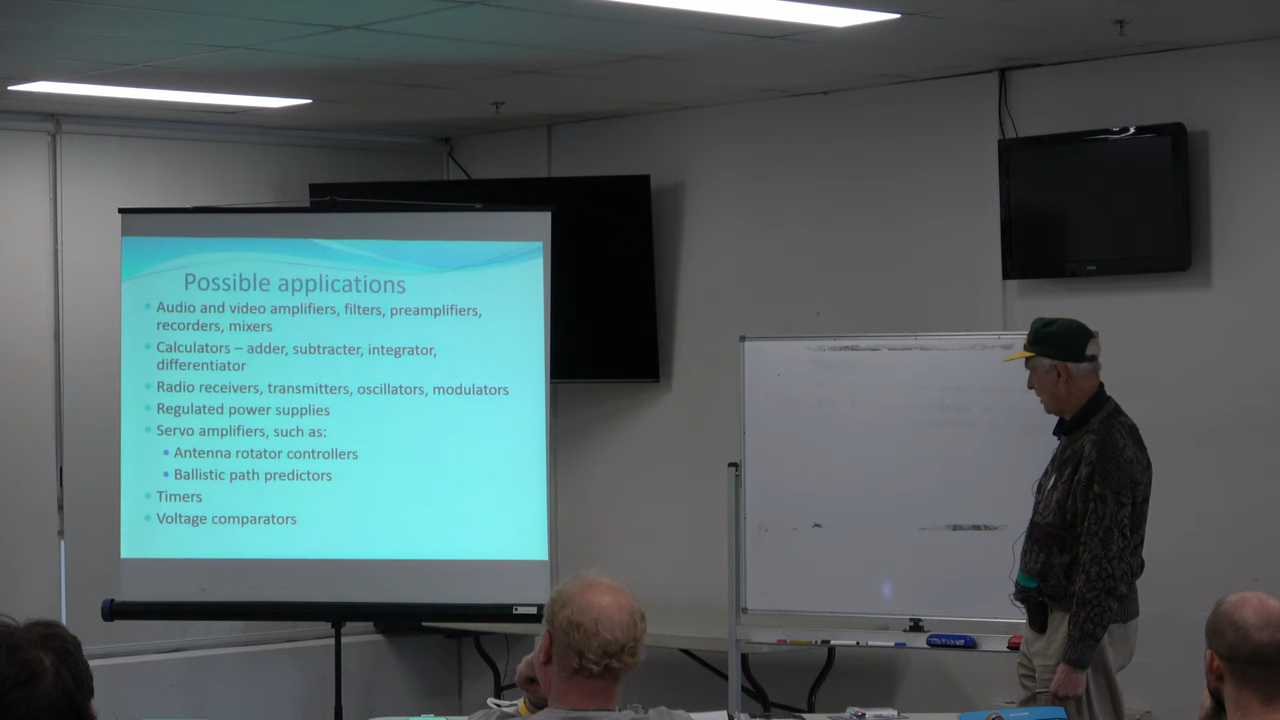 Possible applications
Audio and video amplifiers, filters, preamplifiers,
recorders, mixers
Calculators – adder, subtracter, integrator,
differentiator
Radio receivers, transmitters, oscillators, modulators
Regulated power supplies
Servo amplifiers, such as:
Antenna rotator controllers
Ballistic path predictors
Timers
Voltage comparators